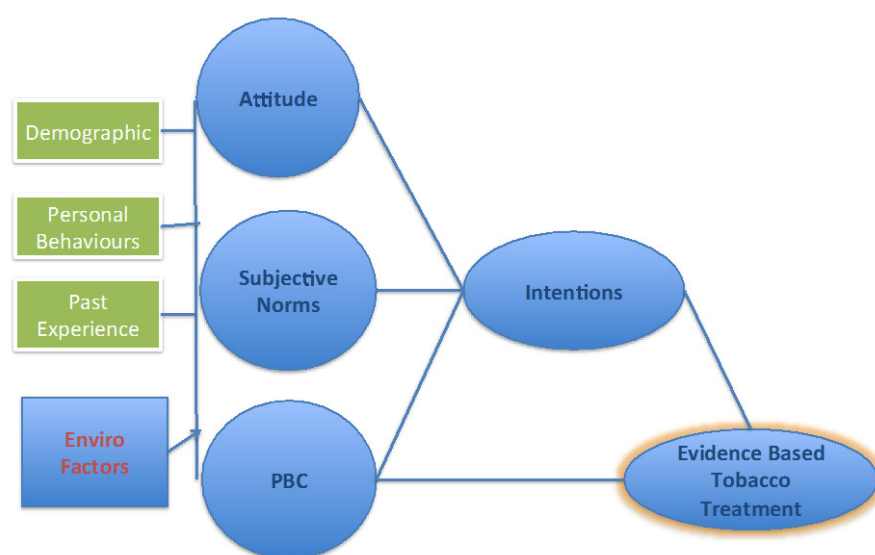 Attitude
Demographic
Personal
Behaviours
Subjective
Norms
Intentions
Past
Experience
Enviro
Factors
PBC
Evidence Based
Tobacco
Treatment